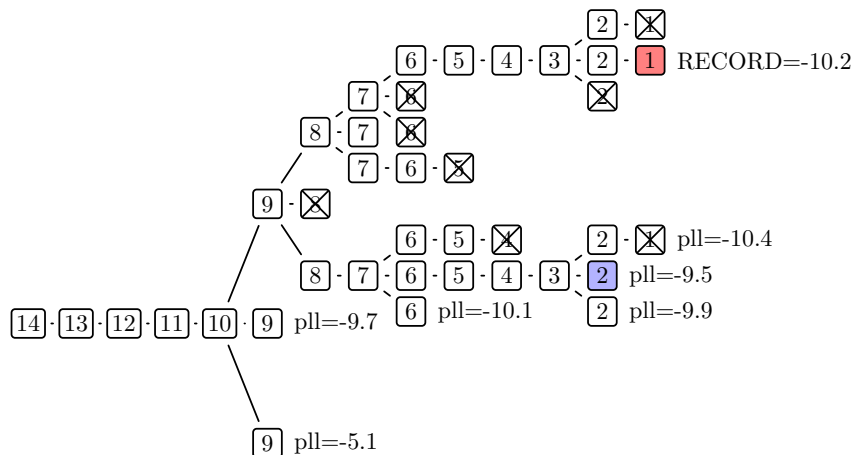 2 1
6 5 4 3 2 1 RECORD=-10.2
7 6 2
8 7 6
7 6 5
9 8
6 5 4 2 1 pll=-10.4
8 7 6 5 4 3 2 pll=-9.5
6 pll=-10.1 2 pll=-9.9
14 13 12 11 10 9 pll=-9.7
9 pll=-5.1